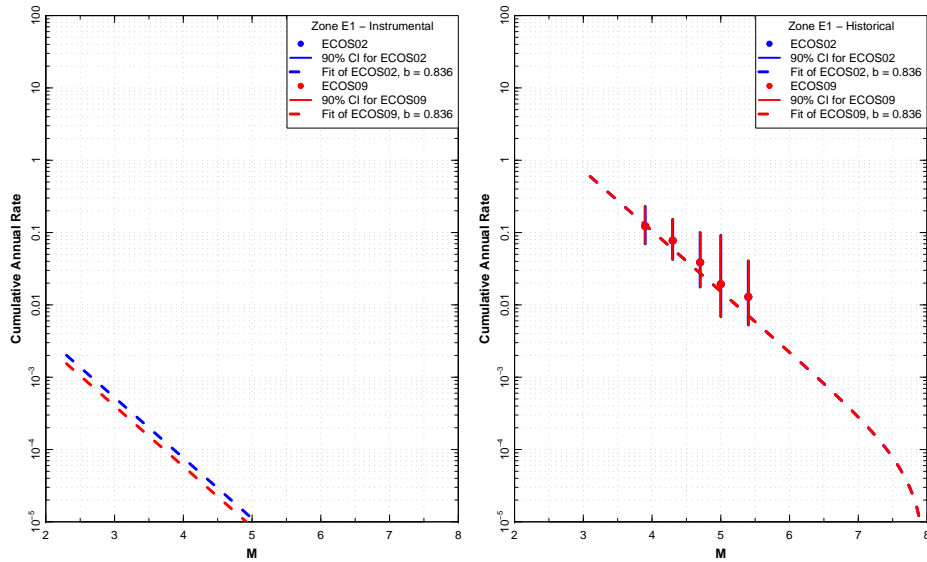 Zone E1 − Instrumental
ECOS02
90% CI for ECOS02
Fit of ECOS02, b = 0.836
ECOS09
90% CI for ECOS09
Fit of ECOS09, b = 0.836
Cumulative Annual Rate
100
10
1
0.1
0.01
10−3
10−4
10−5
2 3 4 5 6 7 8
M
Zone E1 − Historical
ECOS02
90% CI for ECOS02
Fit of ECOS02, b = 0.836
ECOS09
90% CI for ECOS09
Fit of ECOS09, b = 0.836
Cumulative Annual Rate
100
10
1
0.1
0.01
10−3
10−4
10−5
2 3 4 5 6 7 8
M